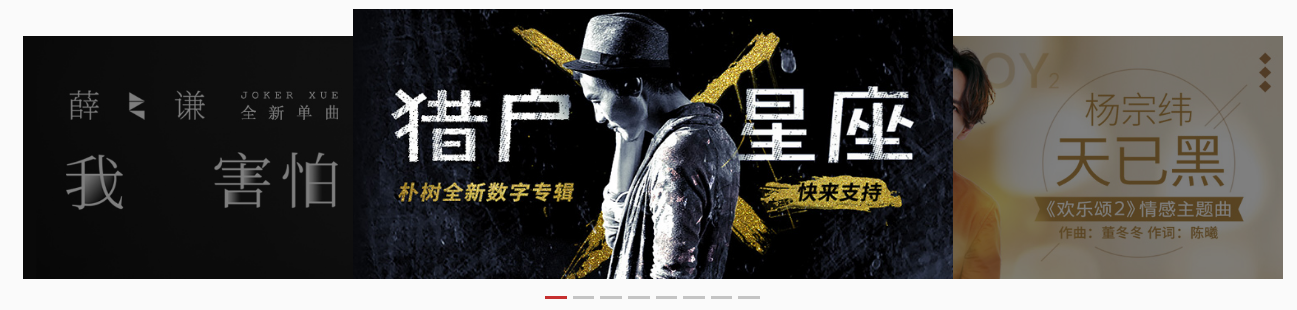 薛之谦
JOKER XUE
全新单曲
我 害怕
猎户 星座
朴树全新数字专辑
快来支持
OY2
杨宗纬
天已黑
《欢乐颂2》情感主题曲
作曲：董冬冬 作词：陈曦